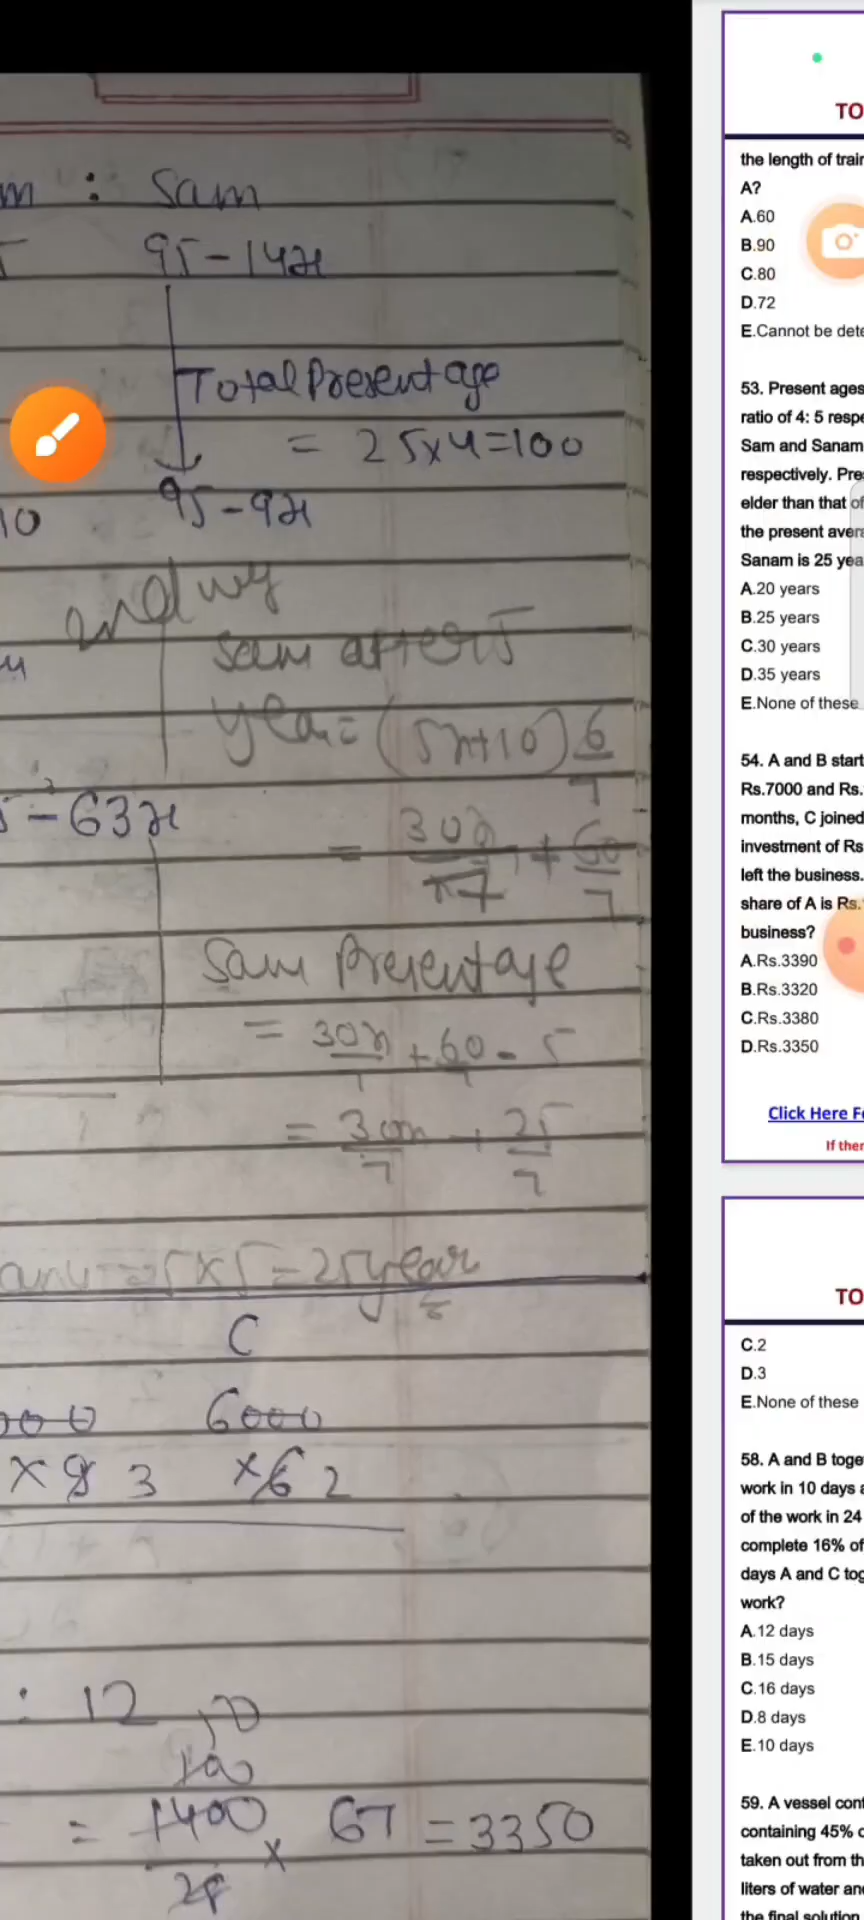 m : Sam
5 95-14x
Total Present age
= 25x4=100
10 95-9x
2nd way
Sam after 5
year = (5x+10) 6/7
- 63x
= 30x/7 + 60/7
Sam Present age
= 30x/7 + 60/7 - 5
= 30x/7 + 25/7
= 5x5=25 year
C
000 6000
x 9 3 x6 2
: 12
10
100
= 1400/28 x 67 = 3350
TO
the length of train
A?
A.60
B.90
C.80
D.72
E.Cannot be dete
53. Present ages
ratio of 4: 5 respe
Sam and Sanam
respectively. Pre
elder than that of
the present avera
Sanam is 25 yea
A.20 years
B.25 years
C.30 years
D.35 years
E.None of these
54. A and B start
Rs.7000 and Rs.
months, C joined
investment of Rs
left the business.
share of A is Rs.
business?
A.Rs.3390
B.Rs.3320
C.Rs.3380
D.Rs.3350
Click Here F
If ther
TO
C.2
D.3
E.None of these
58. A and B toge
work in 10 days a
of the work in 24
complete 16% of
days A and C tog
work?
A.12 days
B.15 days
C.16 days
D.8 days
E.10 days
59. A vessel cont
containing 45% o
taken out from th
liters of water an
the final solution